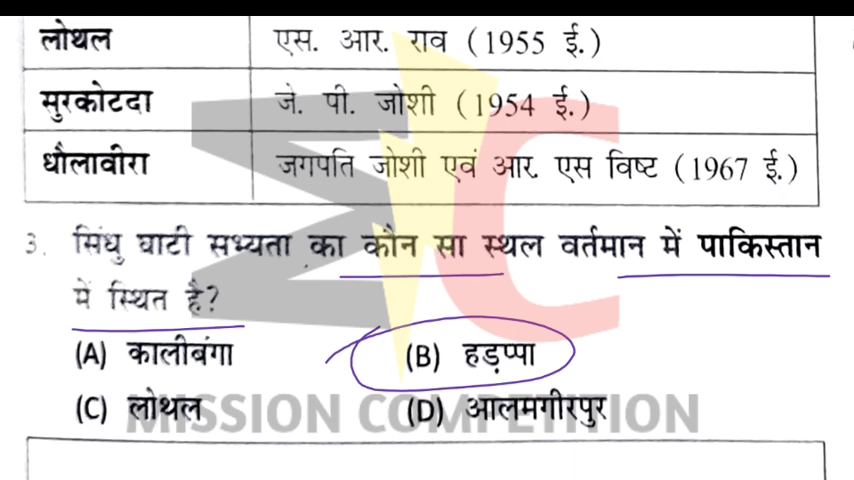 लोथल एस. आर. राव (1955 ई.)
सुरकोटदा जे. पी. जोशी (1954 ई.)
धौलावीरा जगपति जोशी एवं आर. एस विष्ट (1967 ई.)
3. सिंधु घाटी सभ्यता का कौन सा स्थल वर्तमान में पाकिस्तान
में स्थित है?
(A) कालीबंगा (B) हड़प्पा
(C) लोथल (D) आलमगीरपुर
MISSION COMPETITION